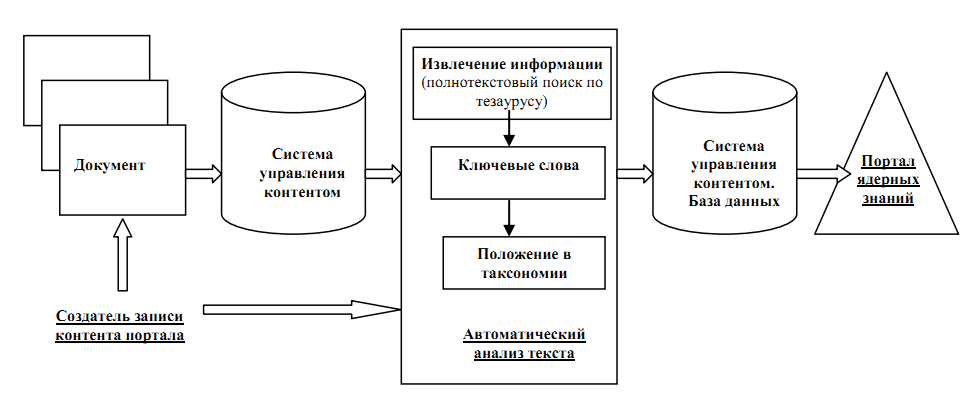 Документ
Система
управления
контентом
Извлечение информации
(полнотекстовый поиск по
тезаурусу)
Ключевые слова
Положение в
таксономии
Автоматический
анализ текста
Система
управления
контентом.
База данных
Портал
ядерных
знаний
Создатель записи
контента портала